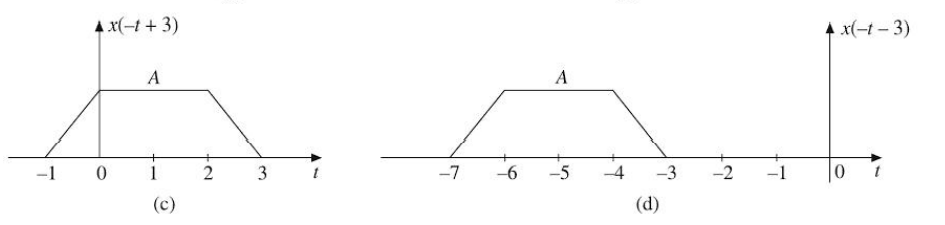 x(–t + 3)
x(–t – 3)
A
A
–1 0 1 2 3 t
–7 –6 –5 –4 –3 –2 –1 0 t
(c)
(d)